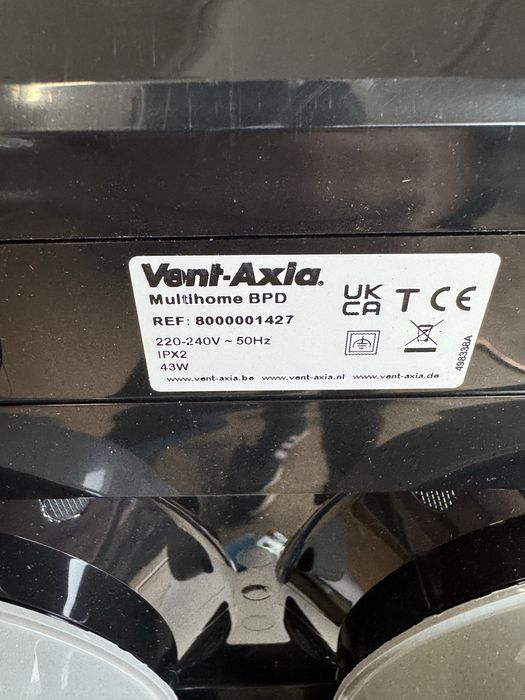 Vent-Axia®
Multihome BPD
REF: 8000001427
220-240V ~ 50Hz
IPX2
43W
www.vent-axia.be www.vent-axia.nl www.vent-axia.de
UK
CA T CE
498338A